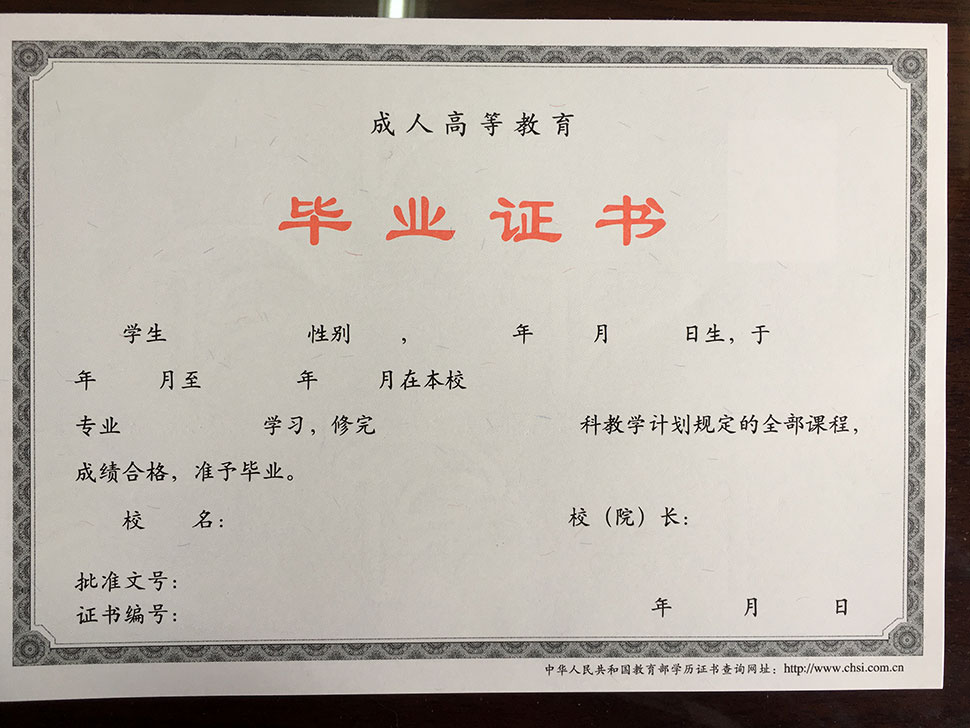 成人高等教育
毕业证书
学生 性别 ， 年 月 日生，于
年 月至 年 月在本校
专业 学习，修完 科教学计划规定的全部课程，
成绩合格，准予毕业。
校 名： 校（院）长：
批准文号：
证书编号： 年 月 日
中华人民共和国教育部学历证书查询网址：http://www.chsi.com.cn